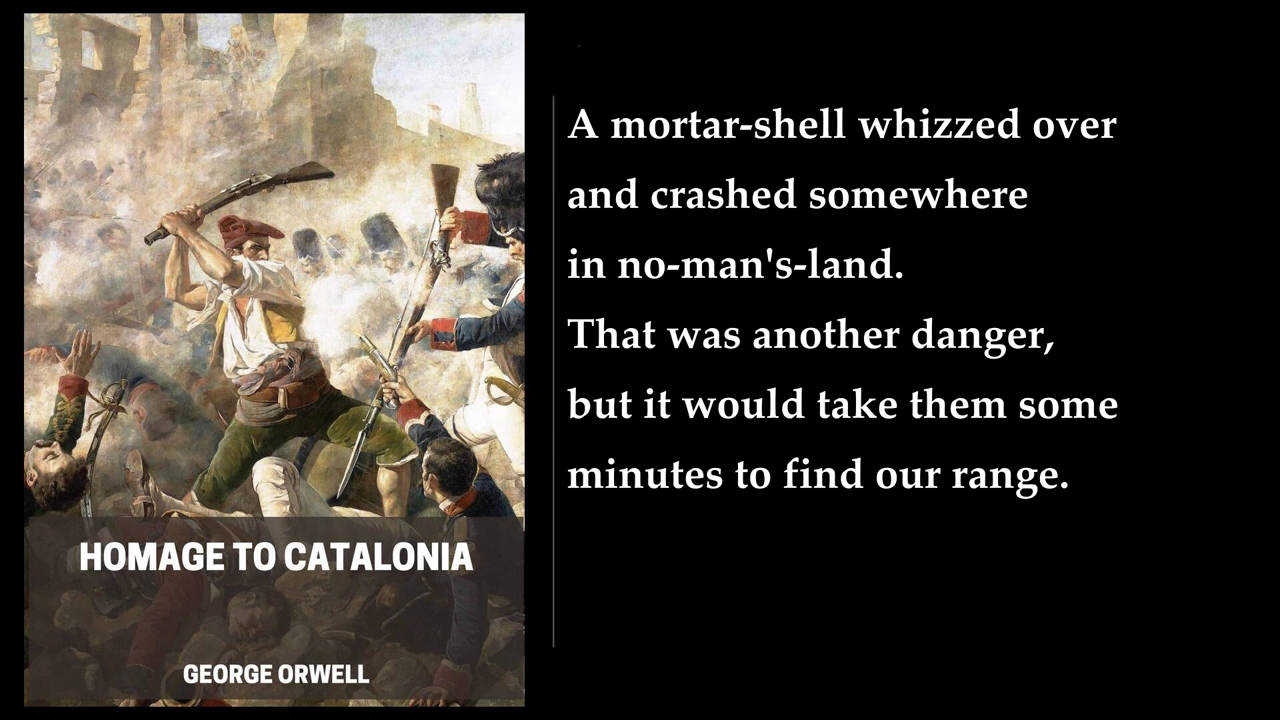 A mortar-shell whizzed over
and crashed somewhere
in no-man's-land.
That was another danger,
but it would take them some
minutes to find our range.
HOMAGE TO CATALONIA
GEORGE ORWELL